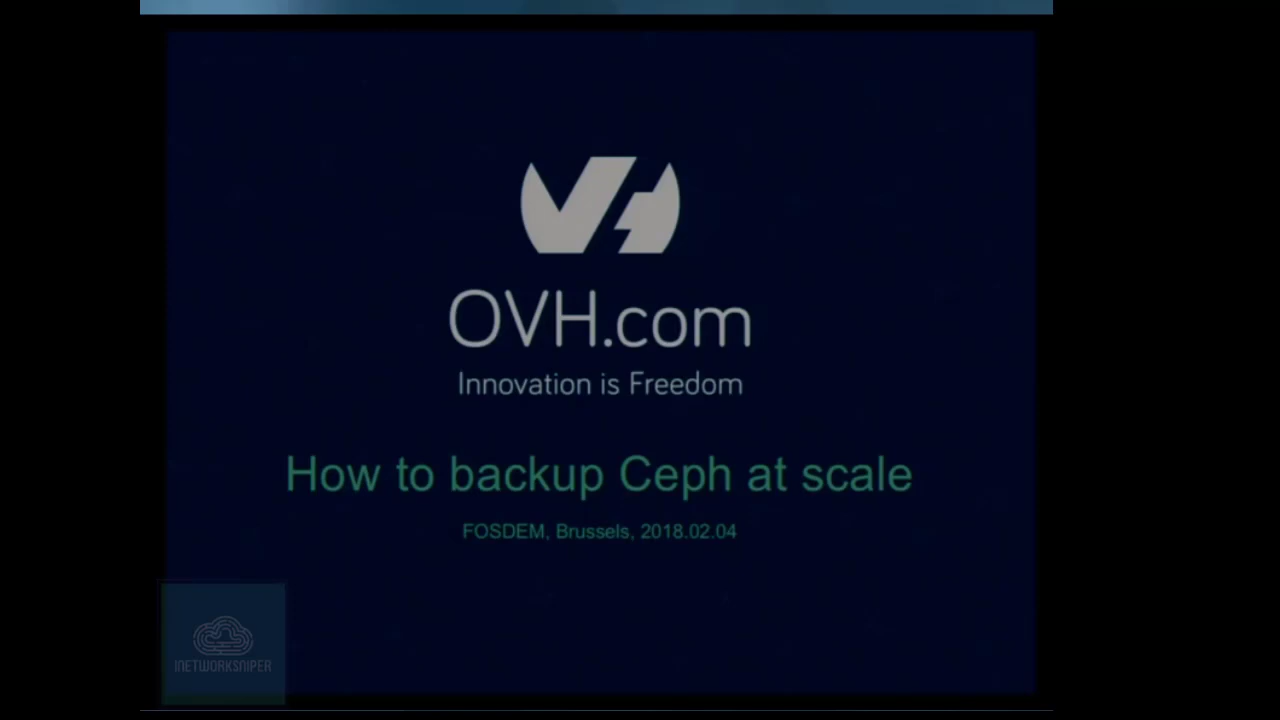 OVH.com
Innovation is Freedom
How to backup Ceph at scale
FOSDEM, Brussels, 2018.02.04
INETWORKSNIPER